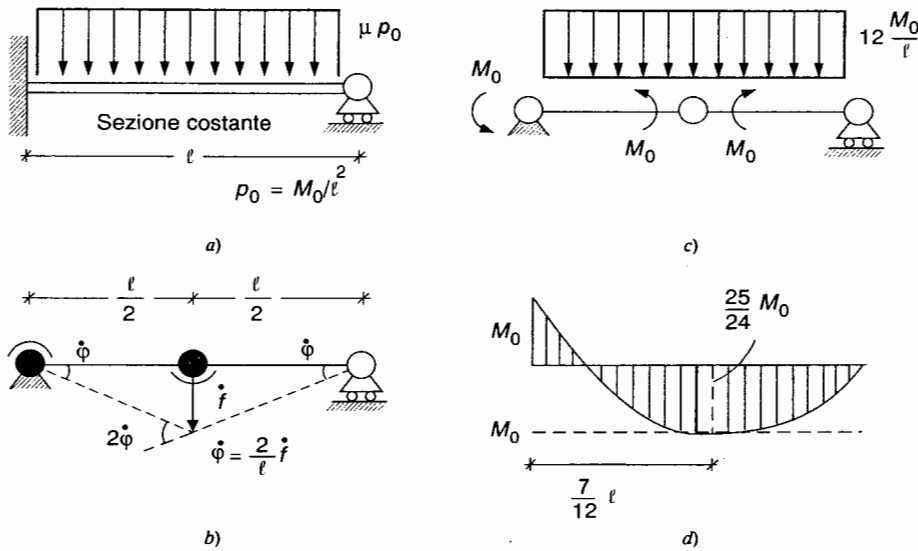 μ p₀
Sezione costante
ℓ
p₀ = M₀/ℓ²
a)
12 M₀/ℓ
M₀
M₀ M₀
c)
ℓ/2 ℓ/2
φ̇ φ̇
ḟ
2φ̇
φ̇ = 2/ℓ ḟ
b)
25/24 M₀
M₀
M₀
7/12 ℓ
d)